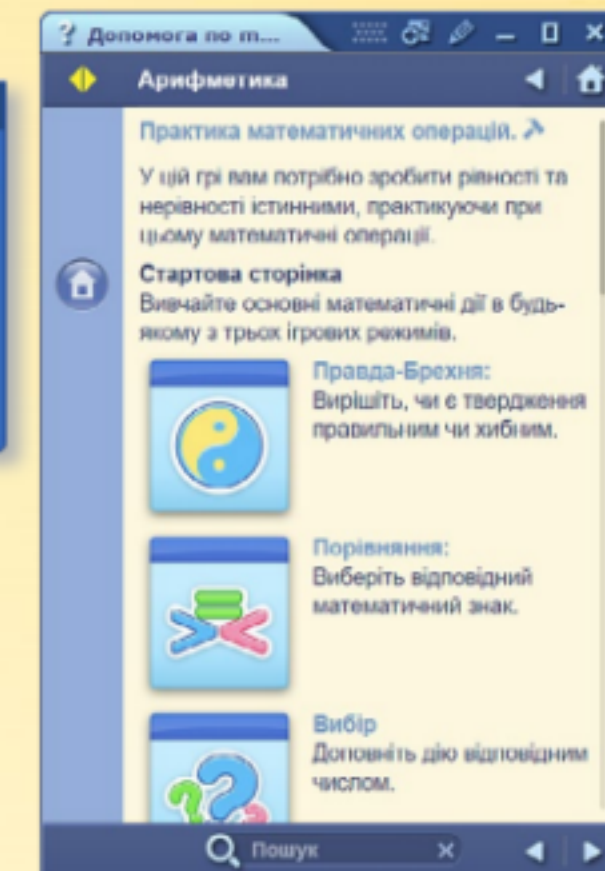 ? Допомога по m...
Арифметика
Практика математичних операцій.
У цій грі вам потрібно зробити рівності та
нерівності істинними, практикуючи при
цьому математичні операції.
Стартова сторінка
Вивчайте основні математичні дії в будь-
якому з трьох ігрових режимів.
Правда-Брехня:
Вирішіть, чи є твердження
правильним чи хибним.
Порівняння:
Виберіть відповідний
математичний знак.
Вибір
Доповніть дію відповідним
числом.
Пошук